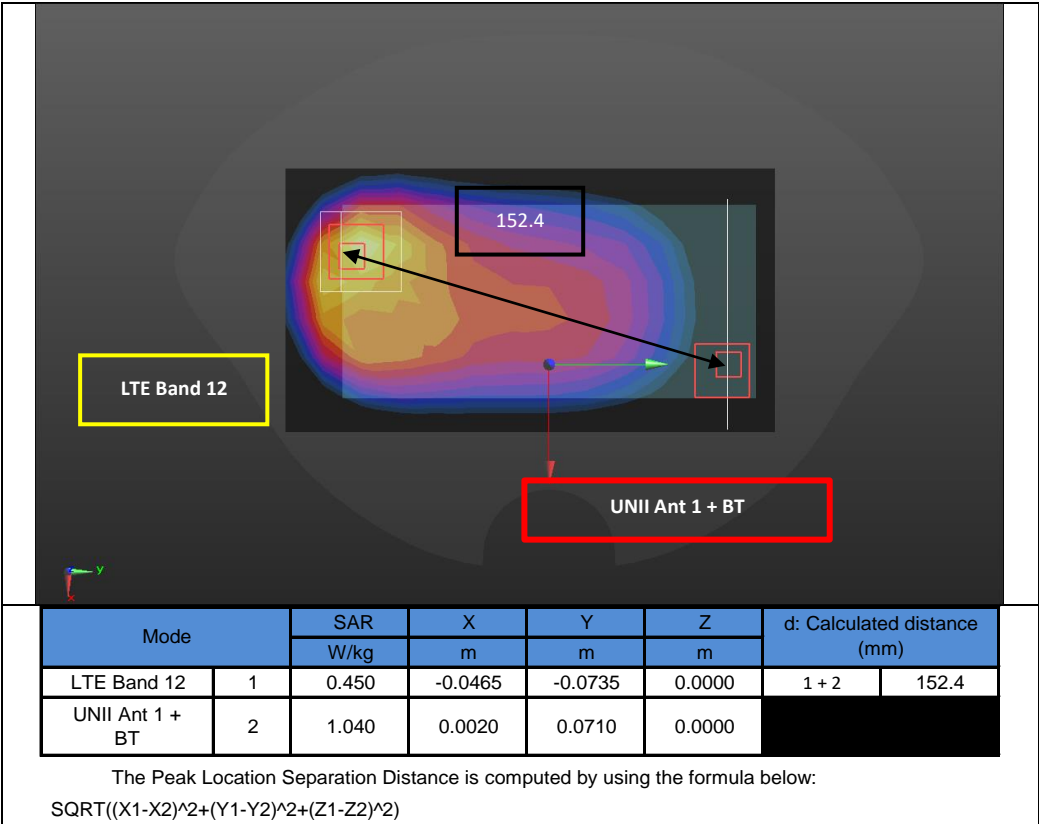 152.4
LTE Band 12
UNII Ant 1 + BT
Y
X
Mode SAR X Y Z d: Calculated distance
W/kg m m m (mm)
LTE Band 12 1 0.450 -0.0465 -0.0735 0.0000 1 + 2 152.4
UNII Ant 1 +
BT 2 1.040 0.0020 0.0710 0.0000
The Peak Location Separation Distance is computed by using the formula below:
SQRT((X1-X2)^2+(Y1-Y2)^2+(Z1-Z2)^2)